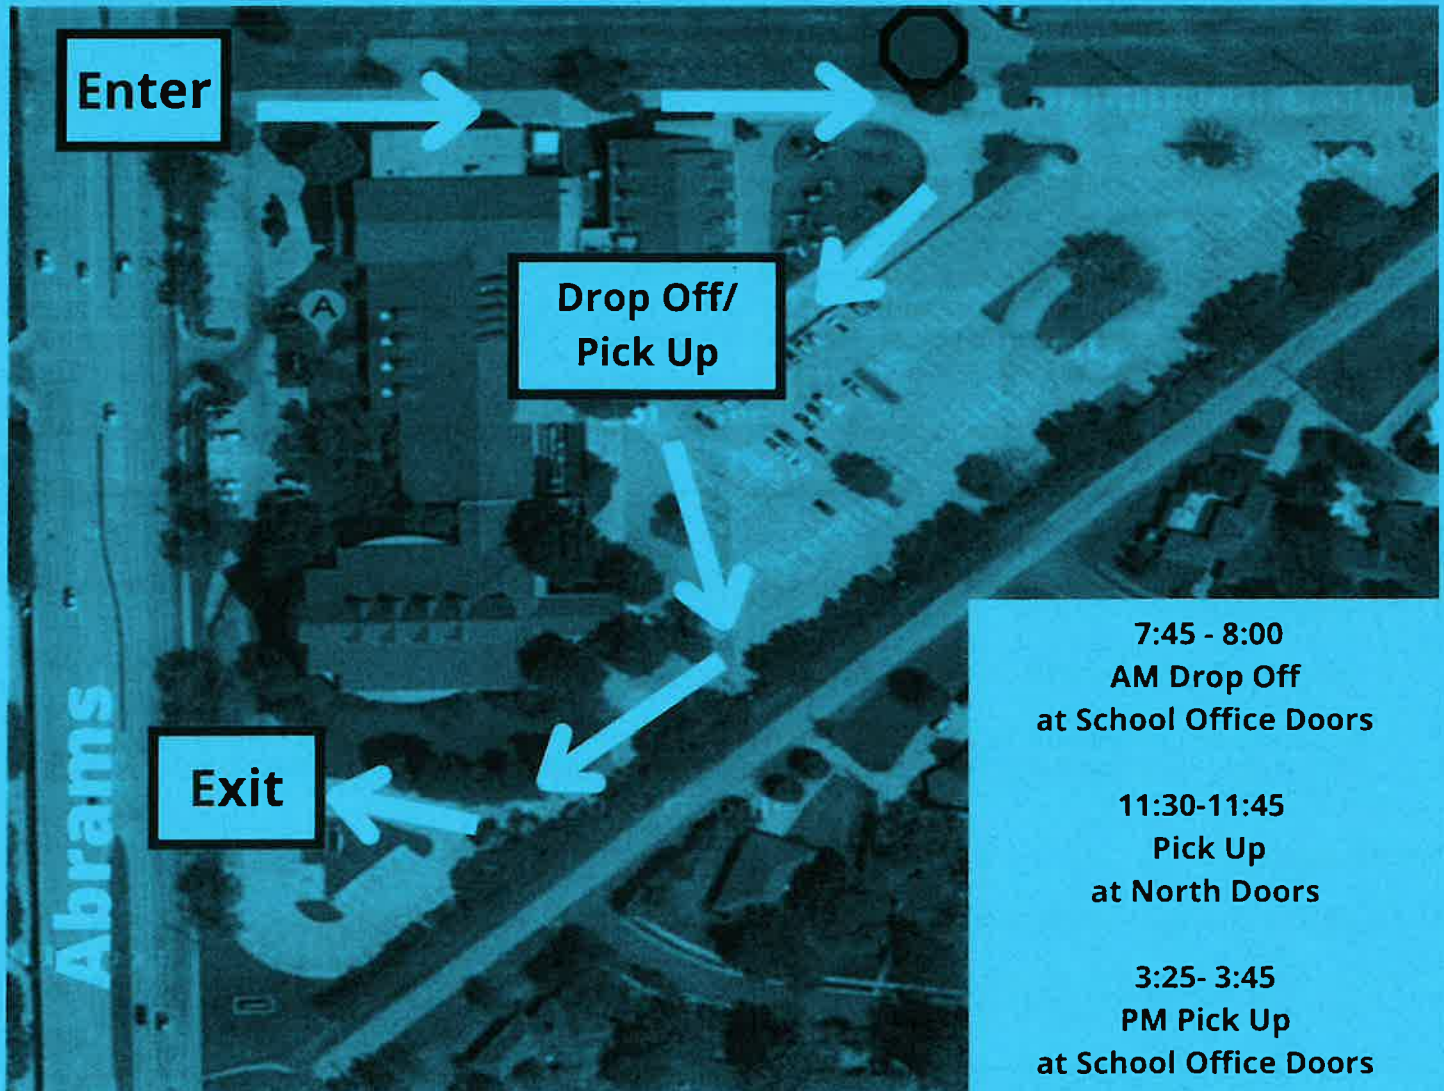 Enter
A
Drop Off/
Pick Up
Exit
Abrams
7:45 - 8:00
AM Drop Off
at School Office Doors
11:30-11:45
Pick Up
at North Doors
3:25- 3:45
PM Pick Up
at School Office Doors